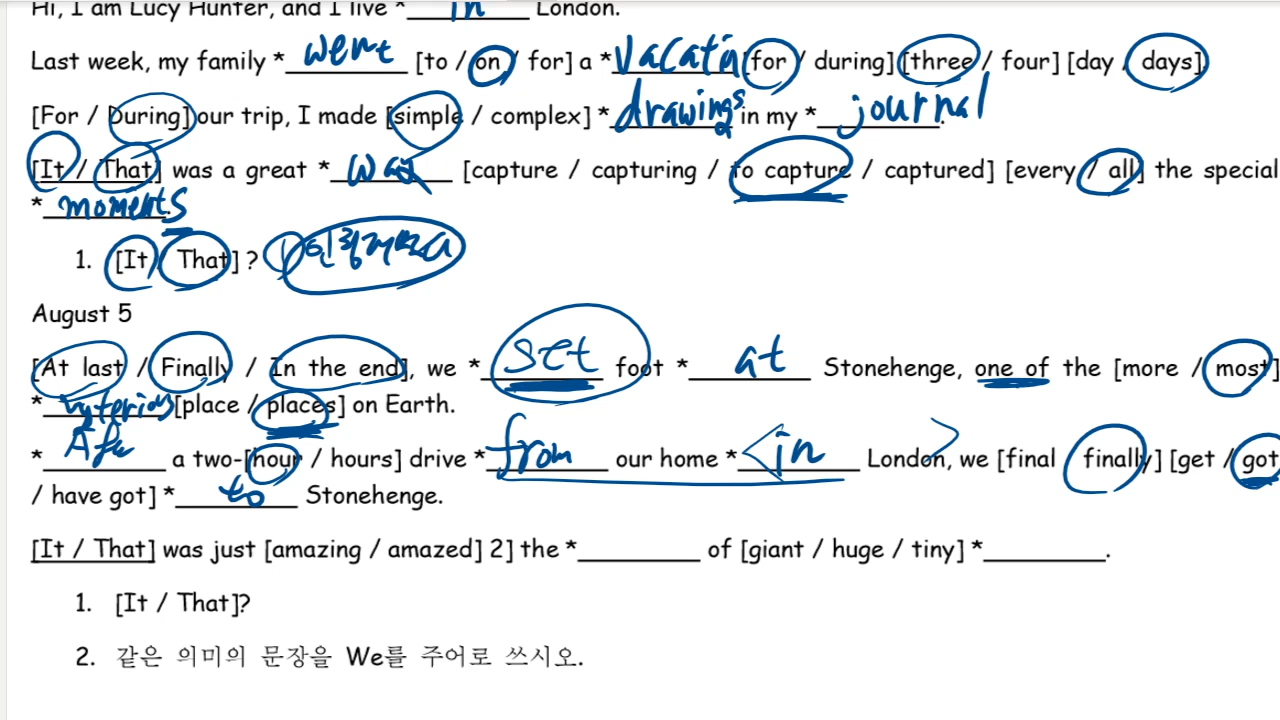 Hi, I am Lucy Hunter, and I live * in London.
Last week, my family * went [to / on / for] a * vacatin [for / during] [three / four] [day / days].
[For / During] our trip, I made [simple / complex] * drawings in my * journal.
[It / That] was a great * way [capture / capturing / to capture / captured] [every / all] the special
* moments.
1. [It / That] ?
August 5
[At last / Finally / In the end], we * set foot * at Stonehenge, one of the [more / most]
* [place / places] on Earth.
* a two-[hour / hours] drive * from our home * in London, we [final / finally] [get / got
/ have got] * to Stonehenge.
[It / That] was just [amazing / amazed] 2] the *________ of [giant / huge / tiny] *________.
1. [It / That]?
2. 같은 의미의 문장을 We를 주어로 쓰시오.